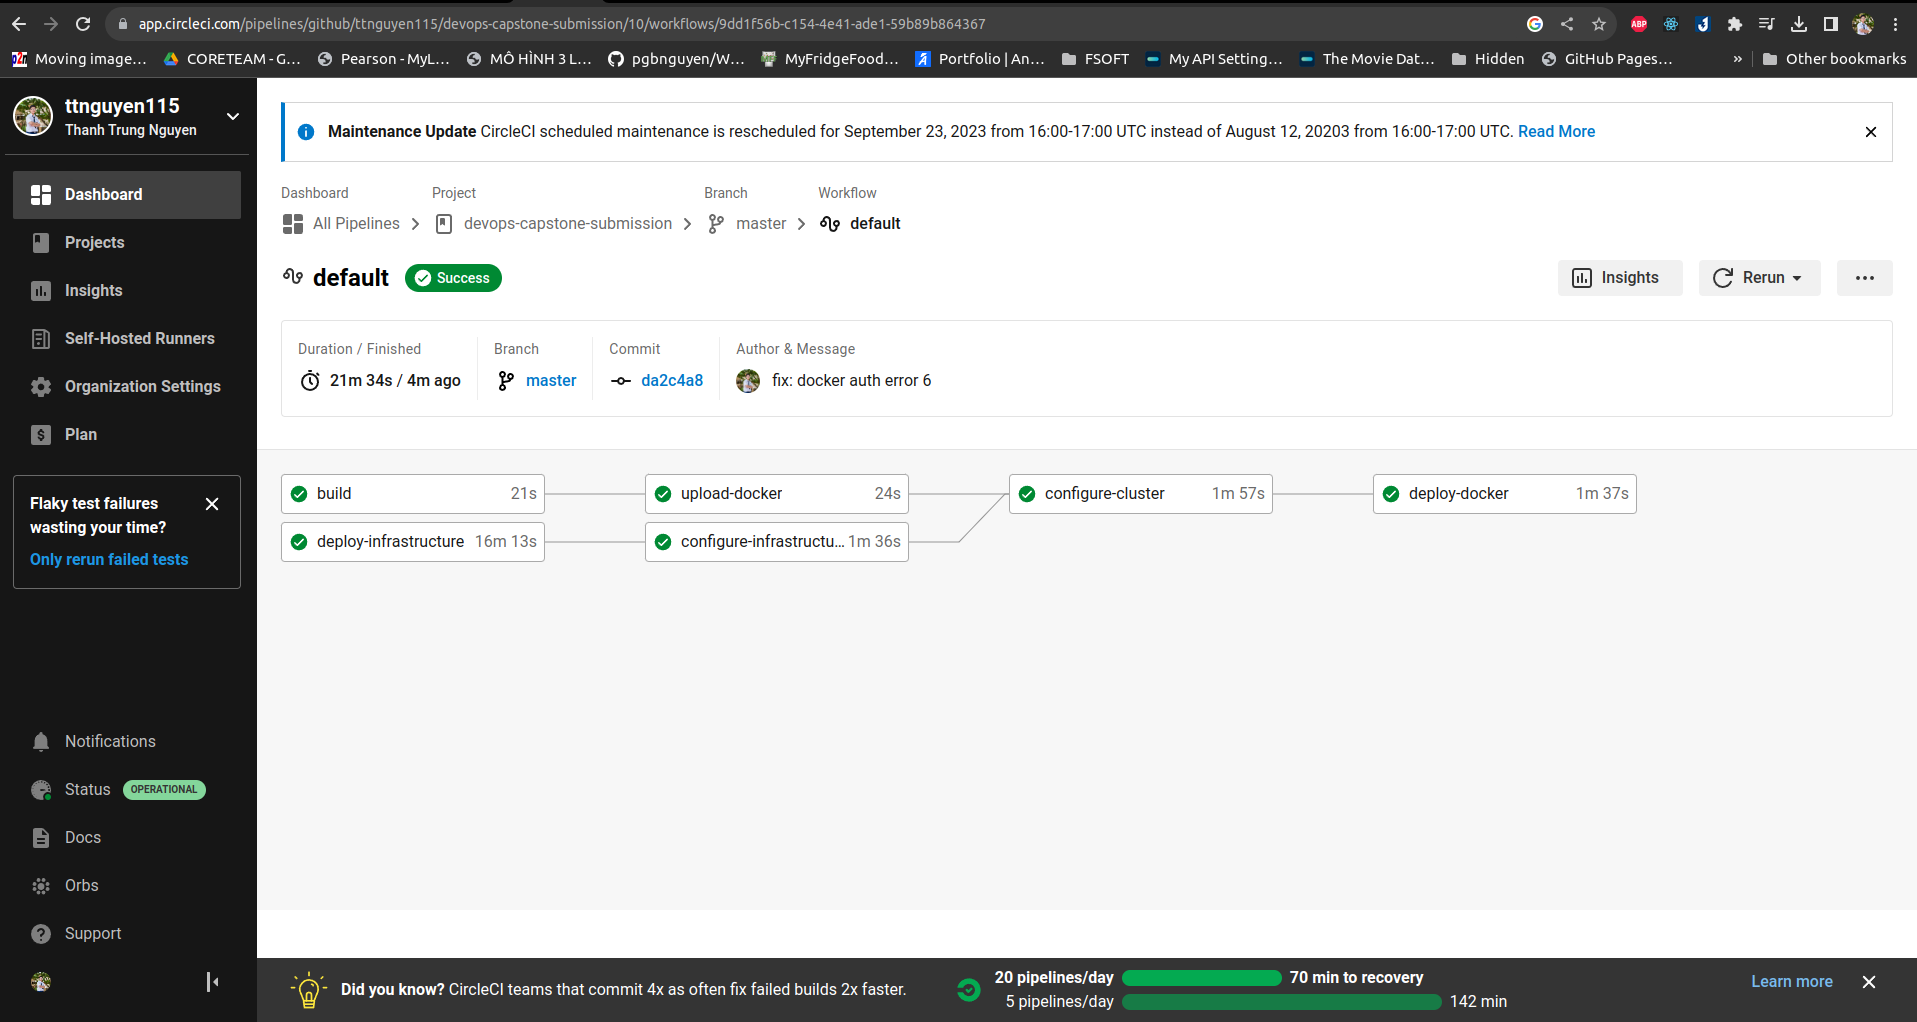 app.circleci.com/pipelines/github/ttnguyen115/devops-capstone-submission/10/workflows/9dd1f56b-c154-4e41-ade1-59b89b864367
ABP
Moving image...
CORETEAM - G...
Pearson - MyL...
MÔ HÌNH 3 L...
pgbnguyen/W...
MyFridgeFood...
Portfolio | An...
FSOFT
My API Setting...
The Movie Dat...
Hidden
GitHub Pages...
»
Other bookmarks
ttnguyen115
Thanh Trung Nguyen
Dashboard
Projects
Insights
Self-Hosted Runners
Organization Settings
Plan
Flaky test failures
wasting your time?
Only rerun failed tests
Notifications
Status OPERATIONAL
Docs
Orbs
Support
Maintenance Update CircleCI scheduled maintenance is rescheduled for September 23, 2023 from 16:00-17:00 UTC instead of August 12, 20203 from 16:00-17:00 UTC. Read More
Dashboard Project Branch Workflow
All Pipelines devops-capstone-submission master default
default Success
Insights Rerun
Duration / Finished Branch Commit Author & Message
21m 34s / 4m ago master da2c4a8 fix: docker auth error 6
build 21s upload-docker 24s configure-cluster 1m 57s deploy-docker 1m 37s
deploy-infrastructure 16m 13s configure-infrastructu... 1m 36s
Did you know? CircleCI teams that commit 4x as often fix failed builds 2x faster.
20 pipelines/day 70 min to recovery
5 pipelines/day 142 min
Learn more